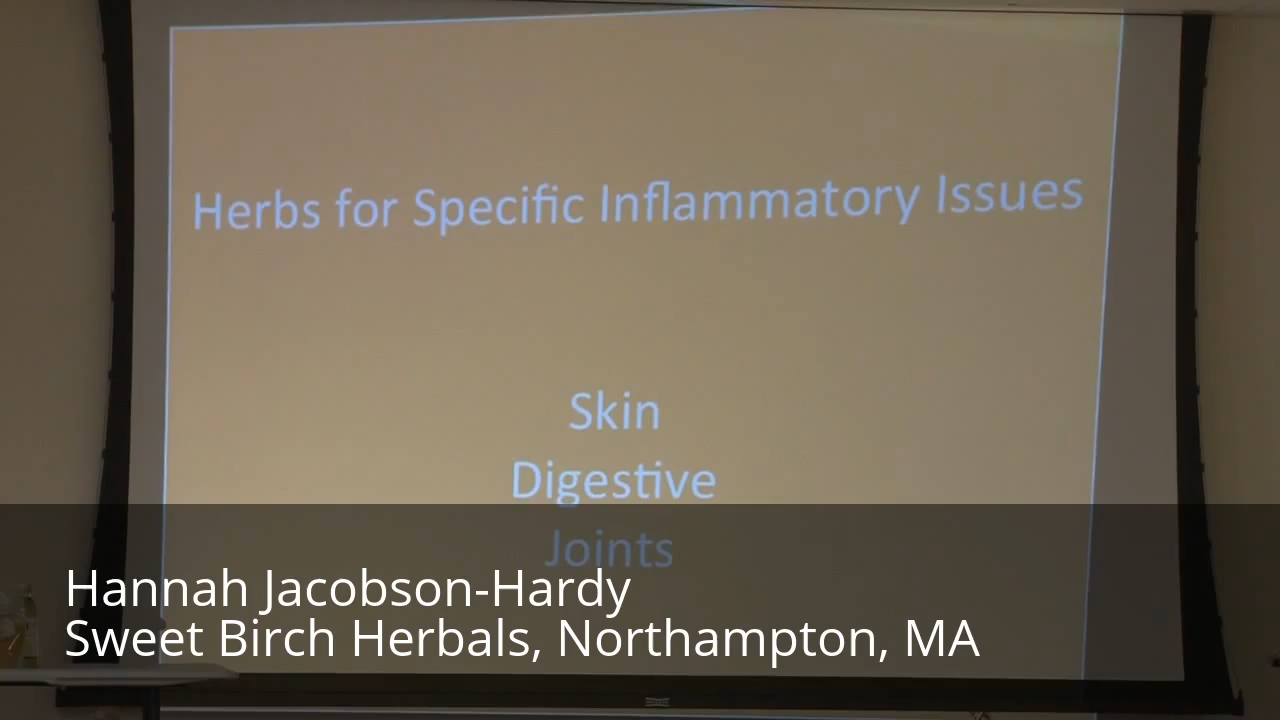 Herbs for Specific Inflammatory Issues
Skin
Digestive
Joints
Hannah Jacobson-Hardy
Sweet Birch Herbals, Northampton, MA